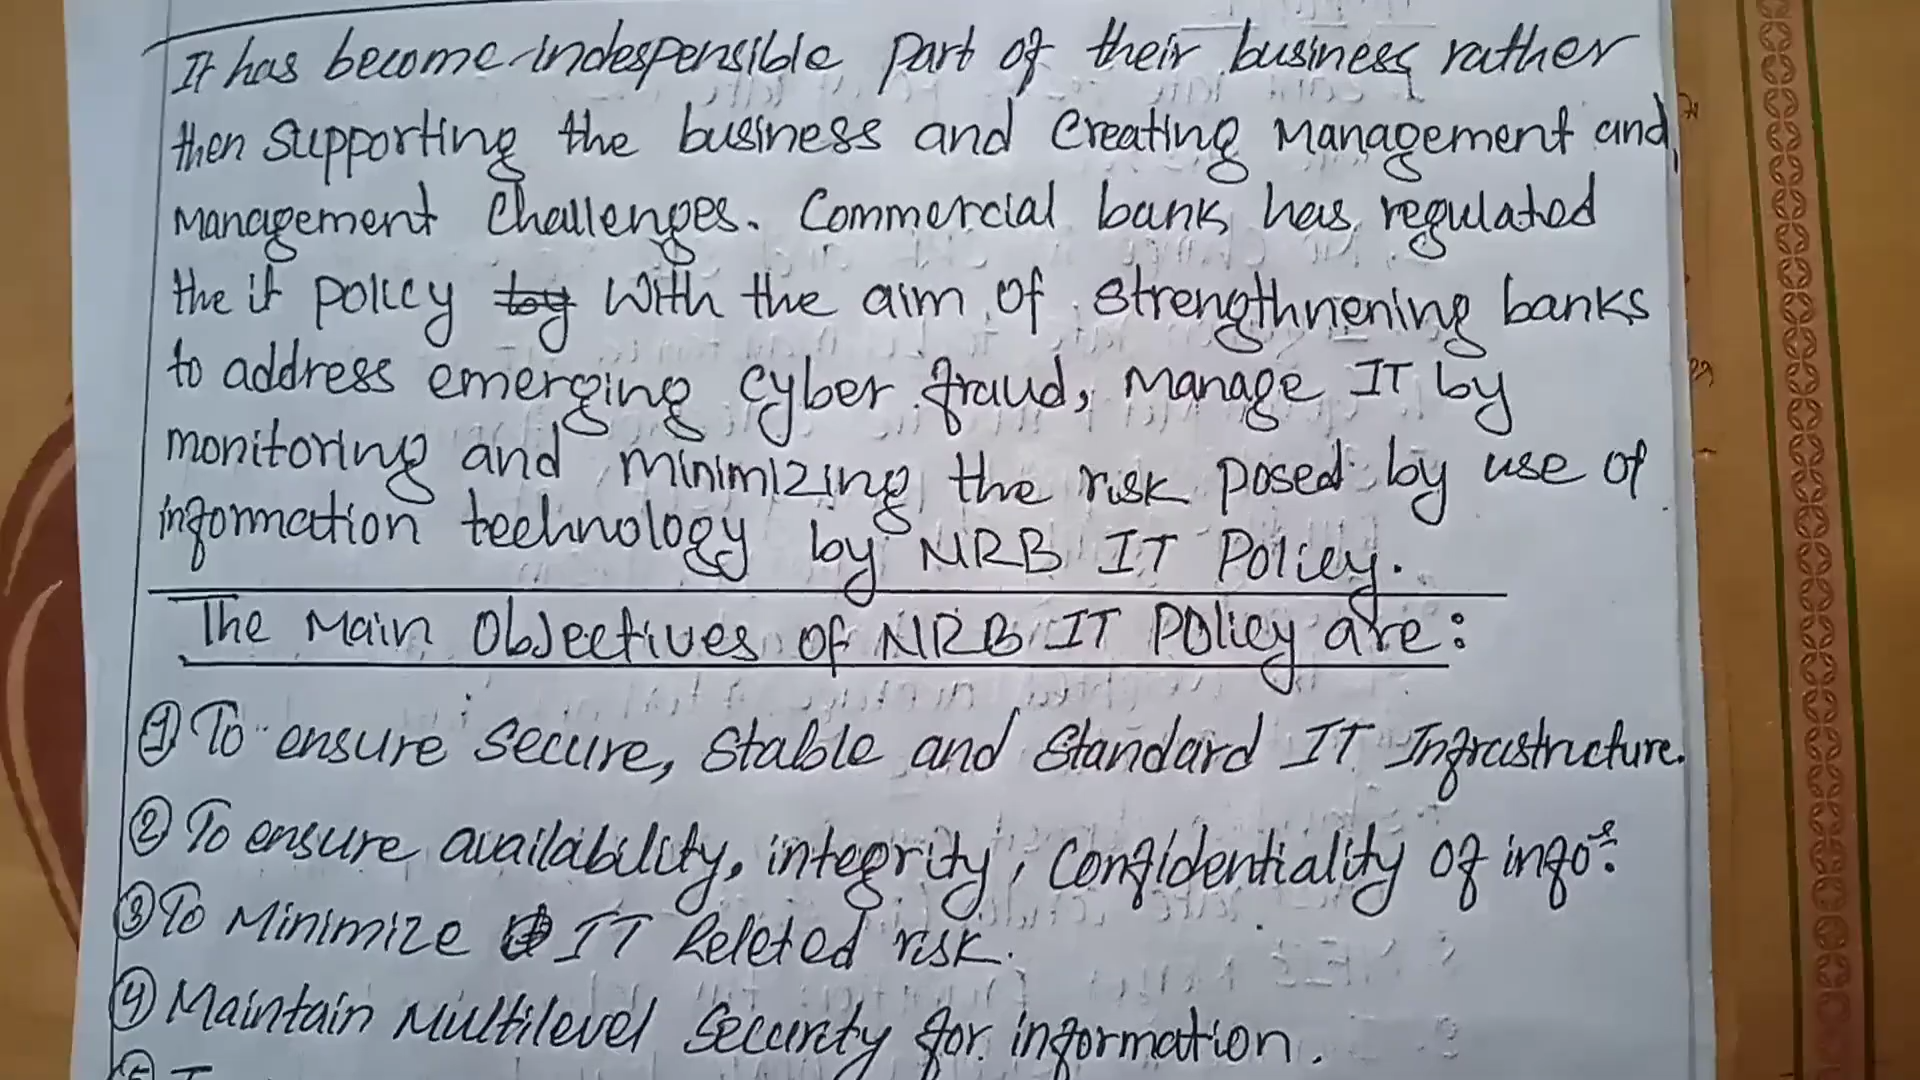 It has become indespensible part of their business rather
then supporting the business and creating Management and
Management Challenges. Commercial bank has regulated
the it policy by with the aim of strengthnening banks
to address emerging cyber fraud, manage IT by
monitoring and minimizing the risk posed by use of
information technology by NRB IT Policy.
The Main Objectives of NRB IT Policy are:
① To ensure Secure, Stable and Standard IT Infrastructure.
② To ensure availability, integrity, Confidentiality of info
③ To Minimize IT Releted risk.
④ Maintain Multilevel Security for information.
⑤